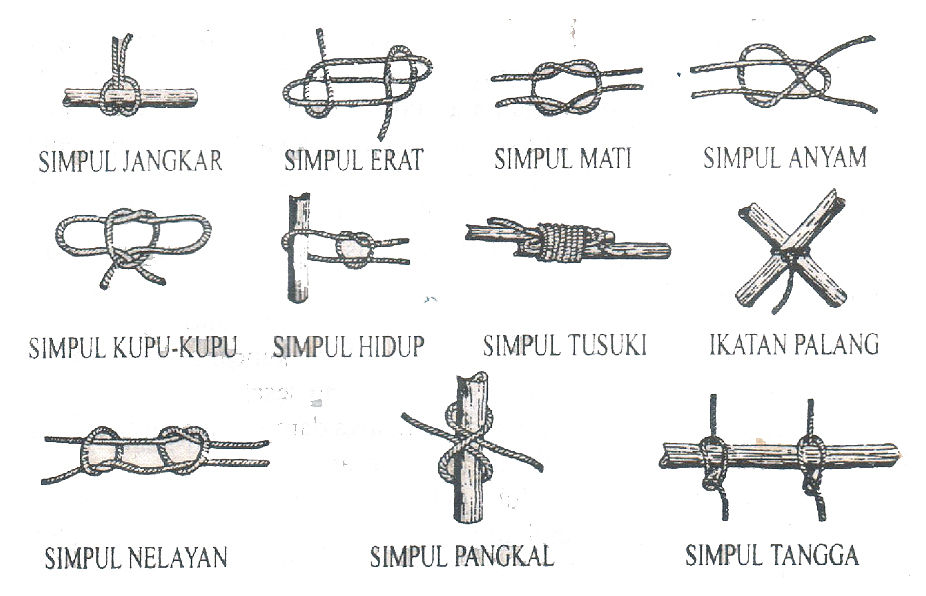 SIMPUL JANGKAR
SIMPUL ERAT
SIMPUL MATI
SIMPUL ANYAM
SIMPUL KUPU-KUPU
SIMPUL HIDUP
SIMPUL TUSUKI
IKATAN PALANG
SIMPUL NELAYAN
SIMPUL PANGKAL
SIMPUL TANGGA